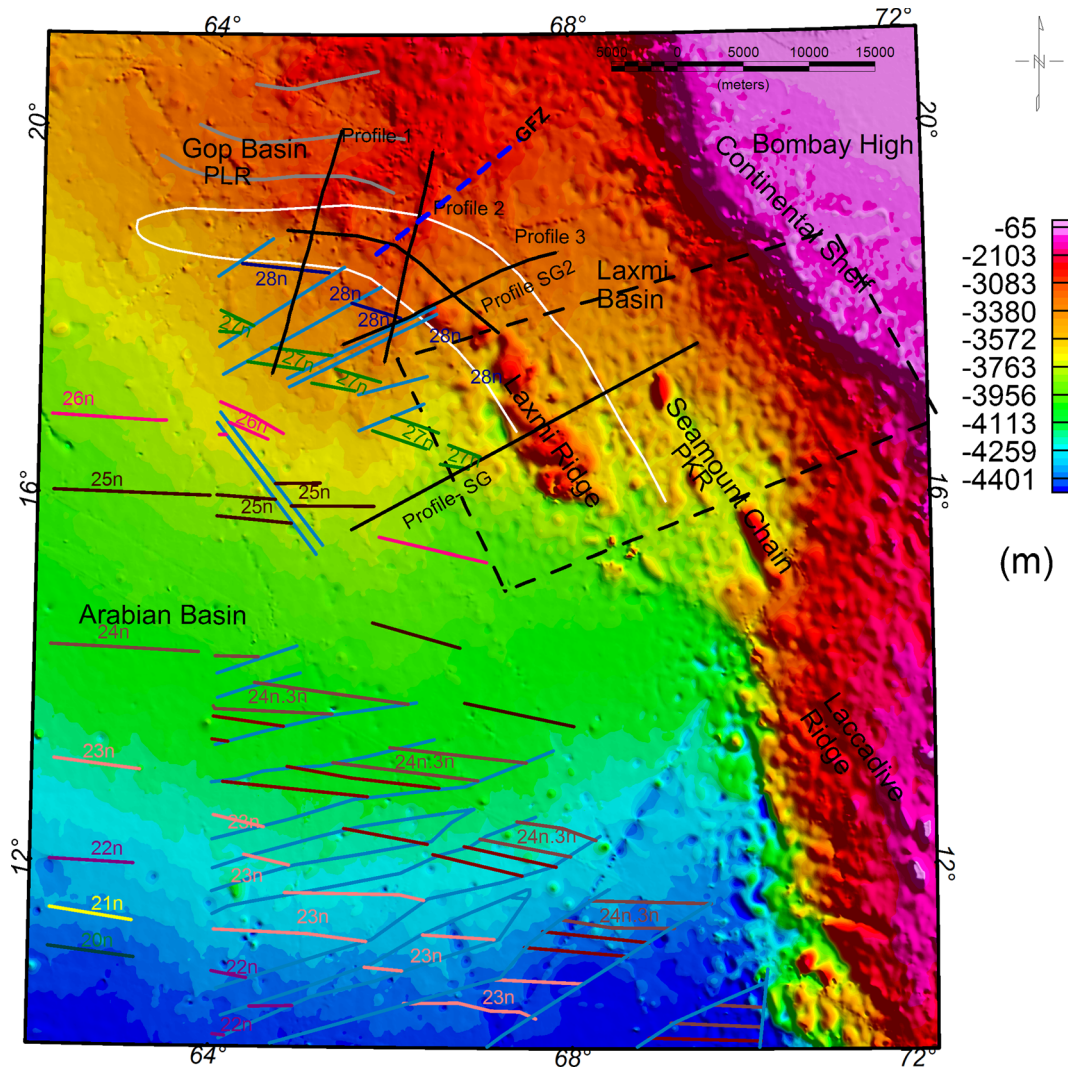 64°
68°
72°
5000 0 5000 10000 15000
(meters)
N
20°
20°
GFZ
Profile 1
Gop Basin
PLR
Bombay High
Continental Shelf
Profile 2
Profile 3
Laxmi
Basin
Profile SG2
28n
28n
28n
28n
28n
27n
27n
27n
27n
27n
26n
26n
Laxmi Ridge
Seamount Chain
PKR
16°
16°
25n
25n
25n
Profile- SG
-65
-2103
-3083
-3380
-3572
-3763
-3956
-4113
-4259
-4401
(m)
Arabian Basin
24n
24n.3n
Laccadive
Ridge
23n
24n.3n
23n
24n.3n
12°
12°
22n
23n
21n
23n
24n.3n
20n
23n
22n
23n
22n
64°
68°
72°